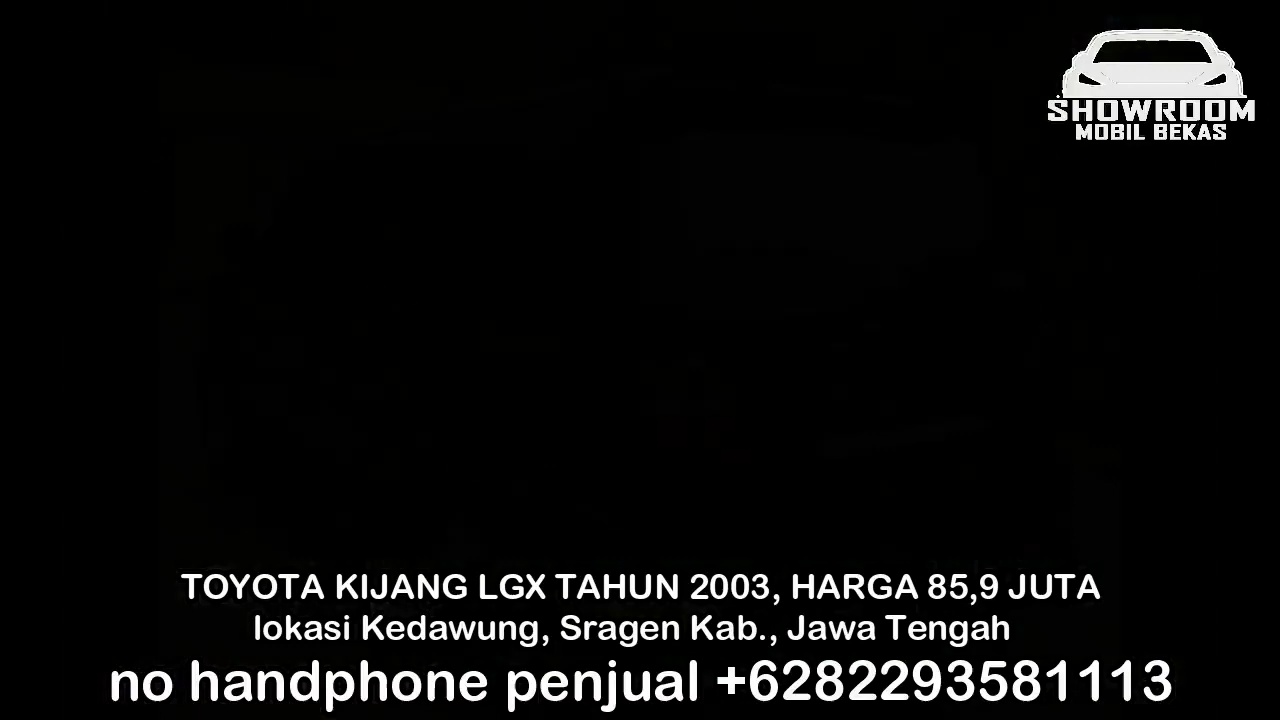 SHOWROOM
MOBIL BEKAS
TOYOTA KIJANG LGX TAHUN 2003, HARGA 85,9 JUTA
lokasi Kedawung, Sragen Kab., Jawa Tengah
no handphone penjual +6282293581113